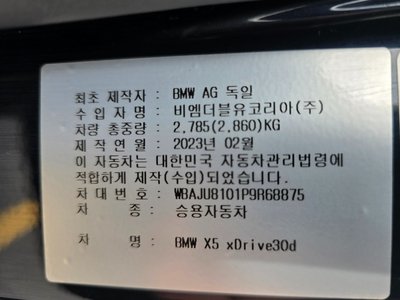 최초 제작자 : BMW AG 독일
수 입 자 명 : 비엠더블유코리아(주)
차량 총중량 : 2,785(2,860)KG
제 작 연 월 : 2023년 02월
이 자동차는 대한민국 자동차관리법령에
적합하게 제작(수입)되었습니다.
차 대 번 호 : WBAJU8101P9R68875
차 종 : 승용자동차
차 명 : BMW X5 xDrive30d